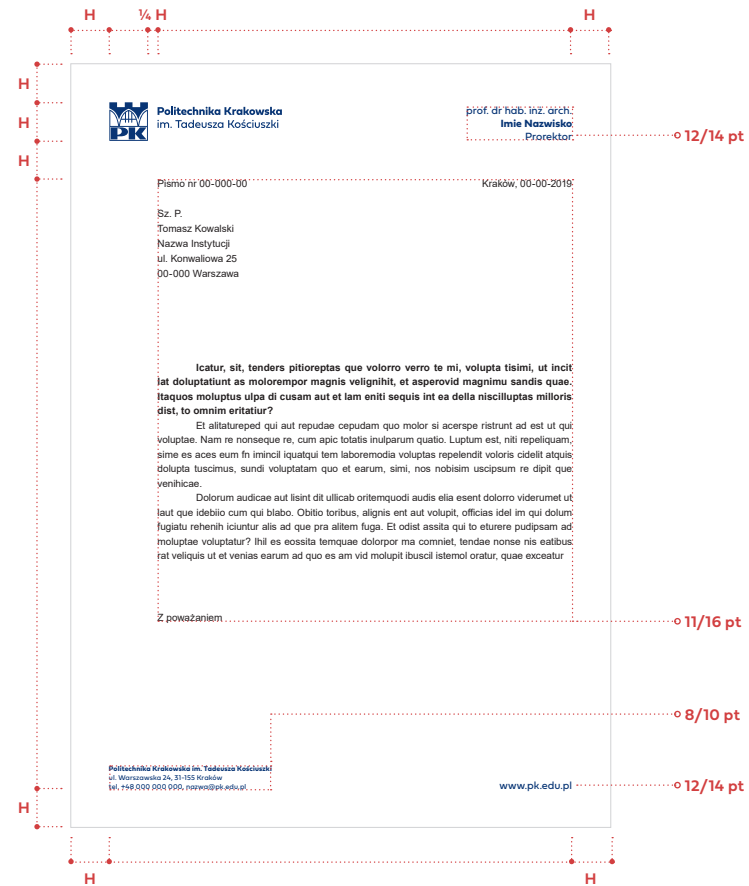 H ¼ H H
H
H
H
PK
Politechnika Krakowska
im. Tadeusza Kościuszki
prof. dr hab. inż. arch.
Imie Nazwisko
Prorektor
12/14 pt
Pismo nr 00-000-00 Kraków, 00-00-2019
Sz. P.
Tomasz Kowalski
Nazwa Instytucji
ul. Konwaliowa 25
00-000 Warszawa
Icatur, sit, tenders pitioreptas que volorro verro te mi, volupta tisimi, ut incit
lat doluptatiunt as molorempor magnis velignihit, et asperovid magnimu sandis quae.
Itaquos moluptus ulpa di cusam aut et lam eniti sequis int ea della niscilluptas milloris
dist, to omnim eritatiur?
Et alitatureped qui aut repudae cepudam quo molor si acerspe ristrunt ad est ut qui
voluptae. Nam re nonseque re, cum apic totatis inulparum quatio. Luptum est, niti repeliquam,
sime es aces eum fn imincil iquatqui tem laboremodia voluptas repelendit voloris cidelit atquis
dolupta tuscimus, sundi voluptatam quo et earum, simi, nos nobisim uscipsum re dipit que
venihicae.
Dolorum audicae aut lisint dit ullicab oritemquodi audis elia esent dolorro viderumet ut
laut que idebiio cum qui blabo. Obitio toribus, alignis ent aut volupit, officias idel im qui dolum
fugiatu rehenih iciuntur alis ad que pra alitem fuga. Et odist assita qui to eturere pudipsam ad
moluptae voluptatur? Ihil es eossita temquae dolorpor ma comniet, tendae nonse nis eatibus
rat veliquis ut et venias earum ad quo es am vid molupit ibuscil istemol oratur, quae exceatur
Z poważaniem
11/16 pt
8/10 pt
Politechnika Krakowska im. Tadeusza Kościuszki
ul. Warszawska 24, 31-155 Kraków
tel. +48 000 000 000, nazwa@pk.edu.pl
www.pk.edu.pl
12/14 pt
H
H H